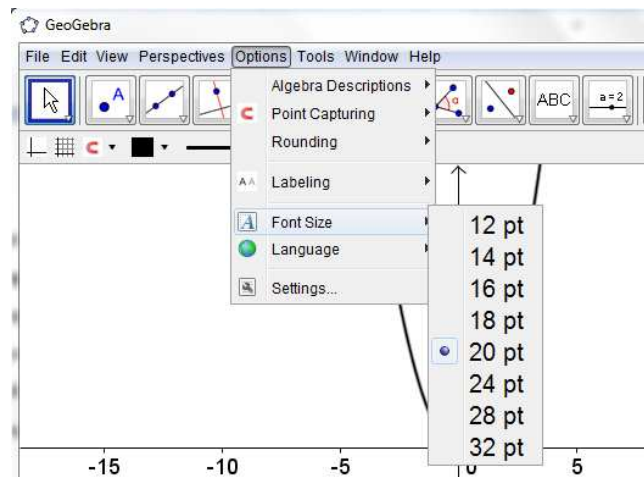 GeoGebra
File Edit View Perspectives Options Tools Window Help
A
α
ABC
a=2
Algebra Descriptions
Point Capturing
Rounding
AA Labeling
A Font Size
Language
Settings...
12 pt
14 pt
16 pt
18 pt
20 pt
24 pt
28 pt
32 pt
-15 -10 -5 0 5